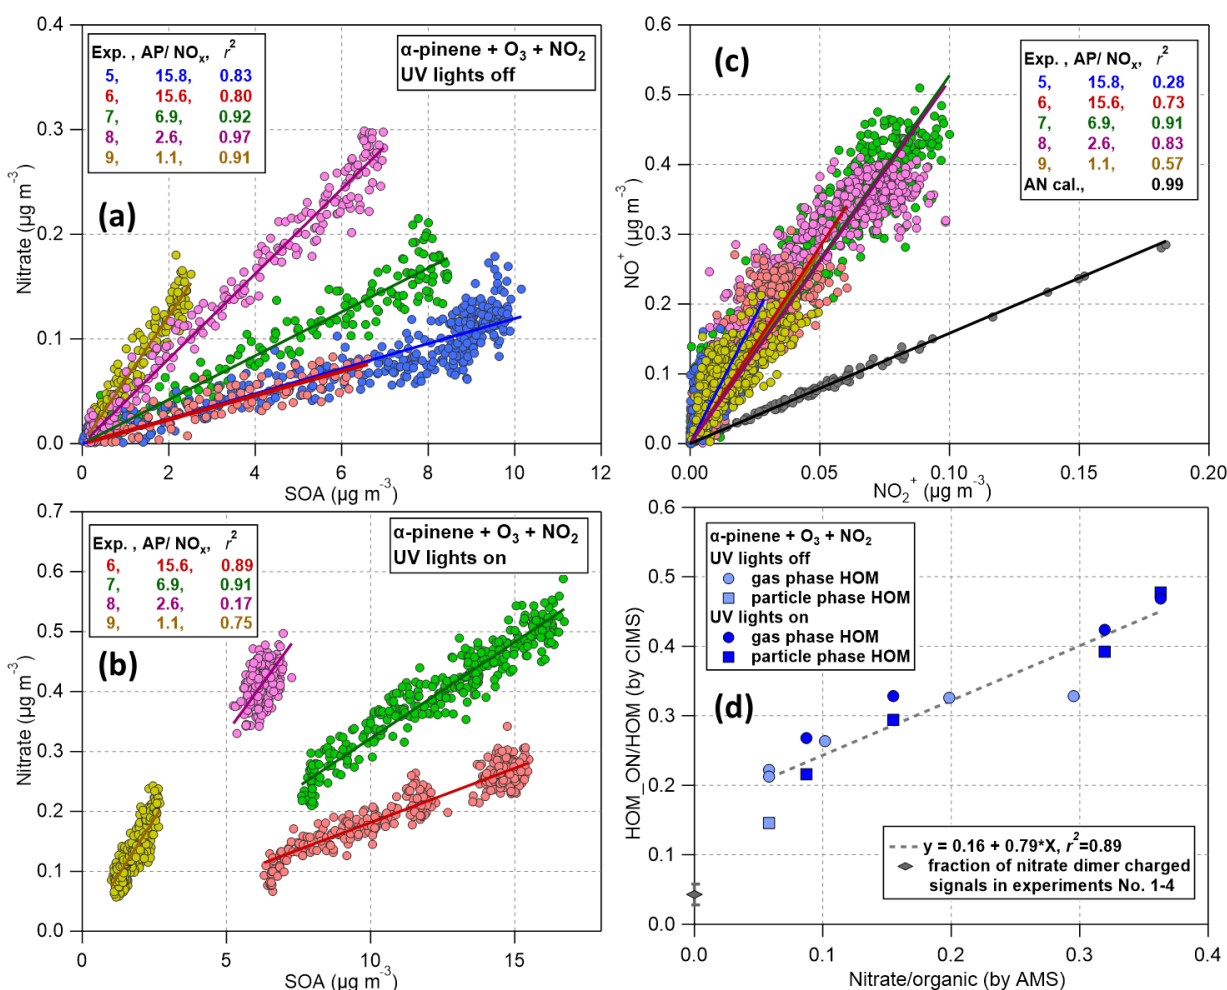 (a)
Exp. , AP/ NOx, r²
5, 15.8, 0.83
6, 15.6, 0.80
7, 6.9, 0.92
8, 2.6, 0.97
9, 1.1, 0.91
α-pinene + O₃ + NO₂
UV lights off
Nitrate (µg m⁻³)
0.4
0.3
0.2
0.1
0.0
0 2 4 6 8 10 12
SOA (µg m⁻³)
(c)
Exp. , AP/ NOx, r²
5, 15.8, 0.28
6, 15.6, 0.73
7, 6.9, 0.91
8, 2.6, 0.83
9, 1.1, 0.57
AN cal., 0.99
NO⁺ (µg m⁻³)
0.6
0.5
0.4
0.3
0.2
0.1
0.0
0.00 0.05 0.10 0.15 0.20
NO₂⁺ (µg m⁻³)
(b)
Exp. , AP/ NOx, r²
6, 15.6, 0.89
7, 6.9, 0.91
8, 2.6, 0.17
9, 1.1, 0.75
α-pinene + O₃ + NO₂
UV lights on
Nitrate (µg m⁻³)
0.7
0.6
0.5
0.4
0.3
0.2
0.1
0.0
0 5 10 15
SOA (µg m⁻³)
(d)
α-pinene + O₃ + NO₂
UV lights off
gas phase HOM
particle phase HOM
UV lights on
gas phase HOM
particle phase HOM
y = 0.16 + 0.79*X, r²=0.89
fraction of nitrate dimer charged
signals in experiments No. 1-4
HOM_ON/HOM (by CIMS)
0.6
0.5
0.4
0.3
0.2
0.1
0.0
0.0 0.1 0.2 0.3 0.4
Nitrate/organic (by AMS)